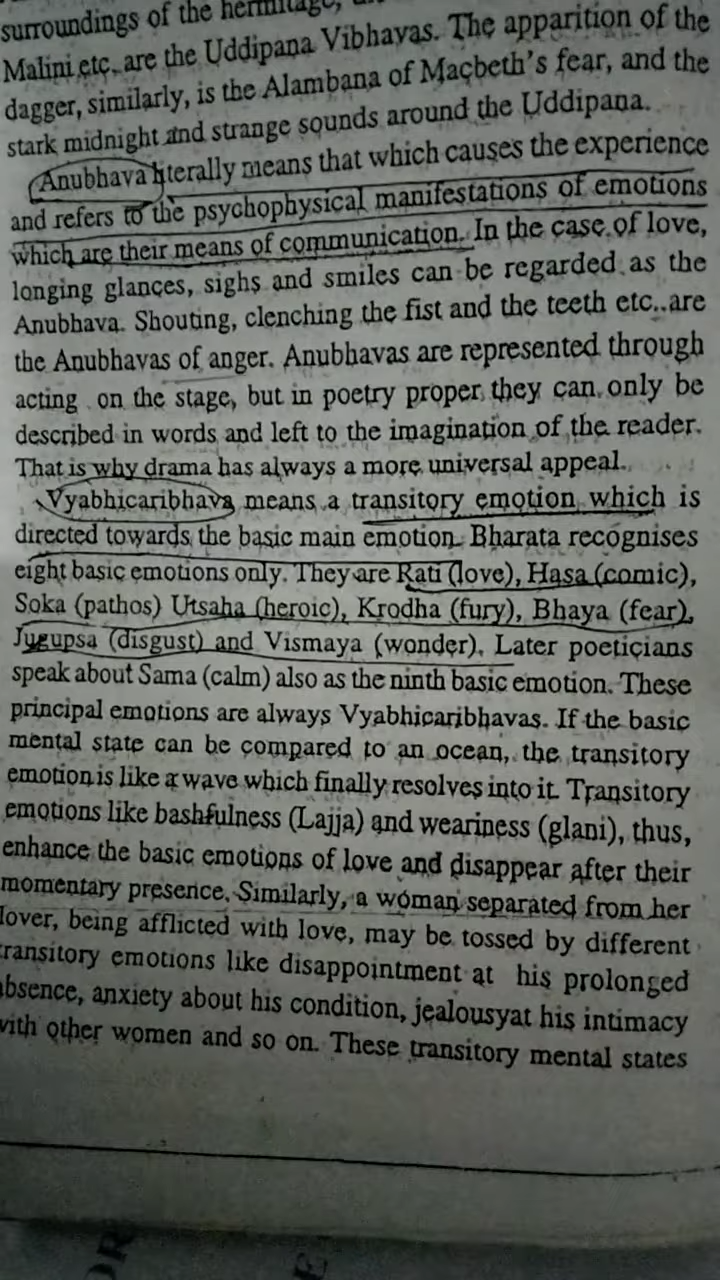 surroundings of the hermitage,
Malini etc. are the Uddipana Vibhavas. The apparition of the
dagger, similarly, is the Alambana of Macbeth's fear, and the
stark midnight and strange sounds around the Uddipana.
Anubhava literally means that which causes the experience
and refers to the psychophysical manifestations of emotions
which are their means of communication. In the case of love,
longing glances, sighs and smiles can be regarded as the
Anubhava. Shouting, clenching the fist and the teeth etc..are
the Anubhavas of anger. Anubhavas are represented through
acting on the stage, but in poetry proper they can only be
described in words and left to the imagination of the reader.
That is why drama has always a more universal appeal.
Vyabhicaribhava means a transitory emotion which is
directed towards the basic main emotion. Bharata recognises
eight basic emotions only. They are Rati (love), Hasa (comic),
Soka (pathos) Utsaha (heroic), Krodha (fury), Bhaya (fear),
Jugupsa (disgust) and Vismaya (wonder). Later poeticians
speak about Sama (calm) also as the ninth basic emotion. These
principal emotions are always Vyabhicaribhavas. If the basic
mental state can be compared to an ocean, the transitory
emotion is like a wave which finally resolves into it. Transitory
emotions like bashfulness (Lajja) and weariness (glani), thus,
enhance the basic emotions of love and disappear after their
momentary presence. Similarly, a woman separated from her
lover, being afflicted with love, may be tossed by different
transitory emotions like disappointment at his prolonged
absence, anxiety about his condition, jealousyat his intimacy
with other women and so on. These transitory mental states